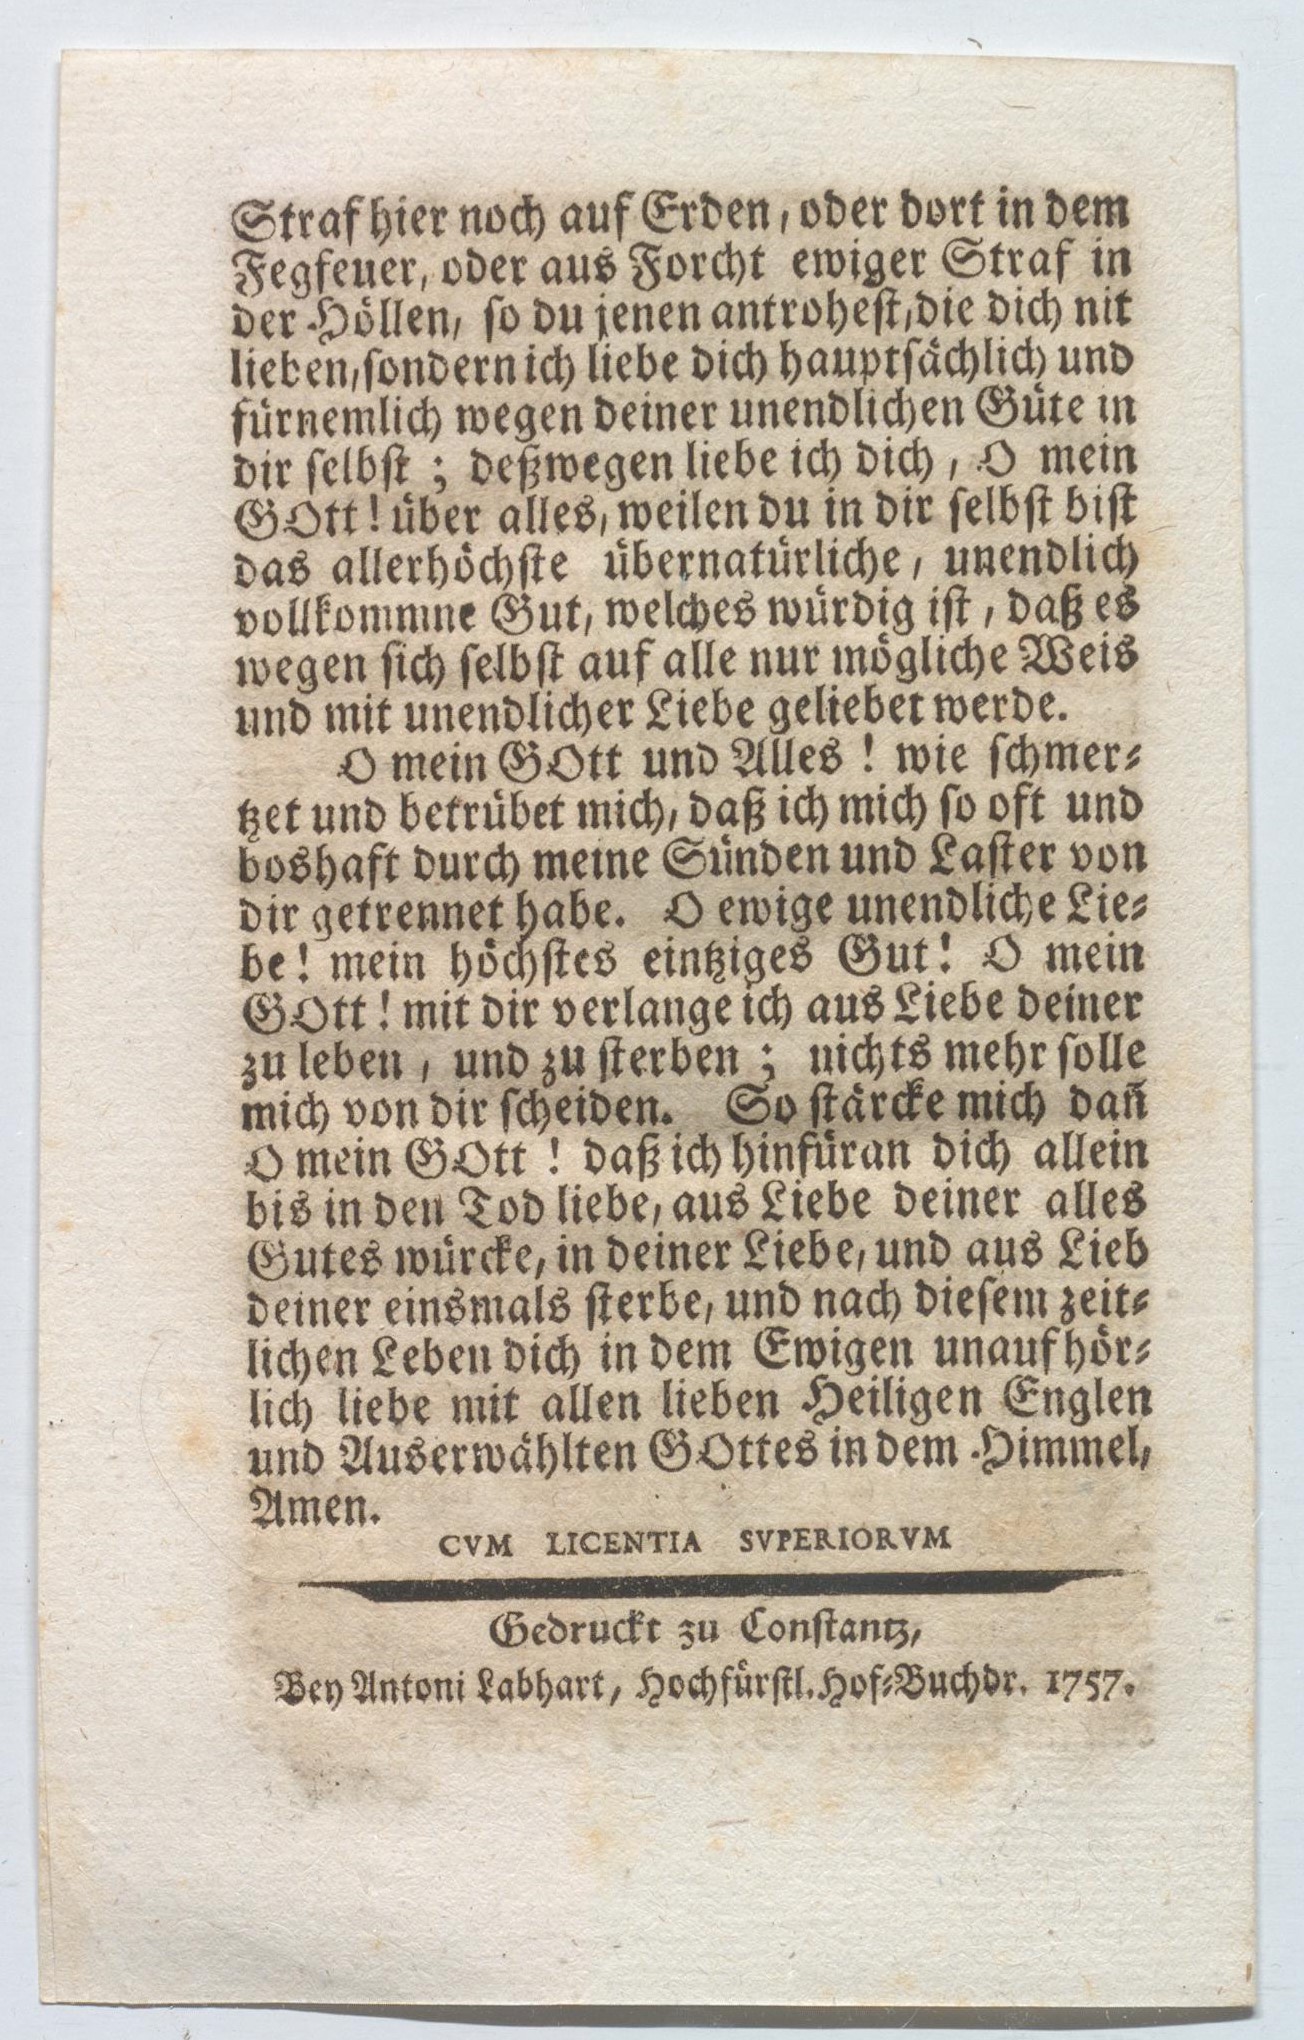 Straf hier noch auf Erden, oder dort in dem
Fegfeuer, oder aus Forcht ewiger Straf in
der Höllen, so du jenen antrohest, die dich nit
lieben, sondern ich liebe dich hauptsächlich und
fürnemlich wegen deiner unendlichen Güte in
dir selbst ; deßwegen liebe ich dich , O mein
GOtt ! über alles, weilen du in dir selbst bist
das allerhöchste übernatürliche , unendlich
vollkommne Gut, welches würdig ist , daß es
wegen sich selbst auf alle nur mögliche Weis
und mit unendlicher Liebe geliebet werde.
O mein GOtt und Alles ! wie schmer-
tzet und betrübet mich, daß ich mich so oft und
boshaft durch meine Sünden und Laster von
dir getrennet habe. O ewige unendliche Lie-
be ! mein höchstes eintziges Gut! O mein
GOtt ! mit dir verlange ich aus Liebe deiner
zu leben , und zu sterben ; nichts mehr solle
mich von dir scheiden. So stärcke mich dañ
O mein GOtt ! daß ich hinfüran dich allein
bis in den Tod liebe, aus Liebe deiner alles
Gutes würcke, in deiner Liebe, und aus Lieb
deiner einsmals sterbe, und nach diesem zeit-
lichen Leben dich in dem Ewigen unaufhör-
lich liebe mit allen lieben Heiligen Englen
und Auserwählten GOttes in dem Himmel,
Amen.
CVM LICENTIA SVPERIORVM
Gedruckt zu Constantz,
Bey Antoni Labhart, Hochfürstl. Hof-Buchdr. 1757.